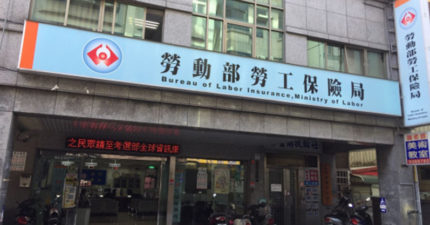 勞動部勞工保險局
Bureau of Labor Insurance, Ministry of Labor
勞動部勞工保險局
之民眾請至考選部全球資訊網
美術
教室